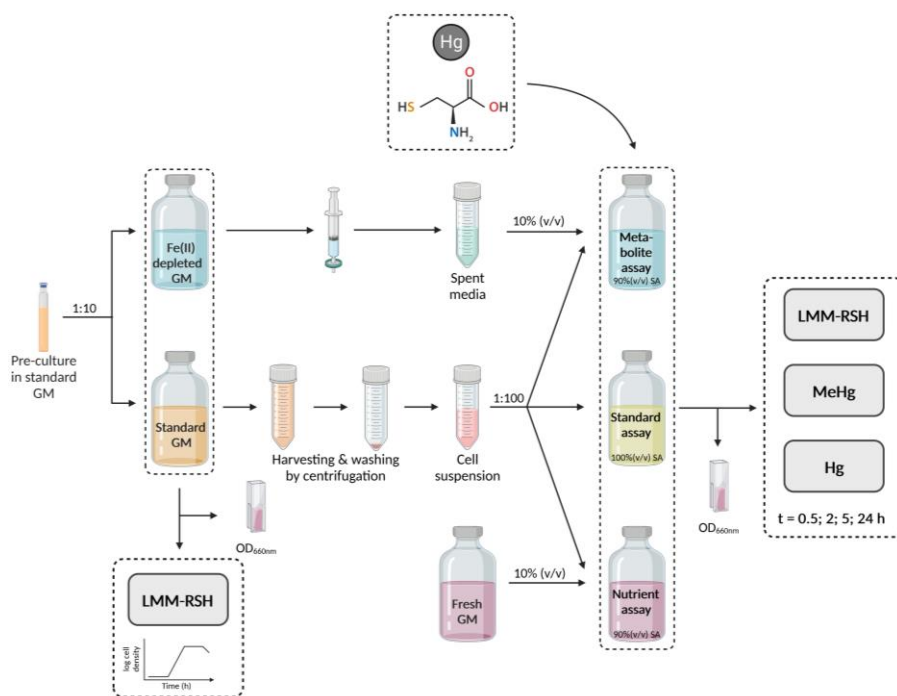 Hg
O
HS
OH
NH2
Fe(II)
depleted
GM
1:10
Pre-culture
in standard
GM
Spent
media
10% (v/v)
Meta-
bolite
assay
90%(v/v) SA
Standard
GM
Harvesting & washing
by centrifugation
Cell
suspension
1:100
Standard
assay
100%(v/v) SA
LMM-RSH
MeHg
Hg
t = 0.5; 2; 5; 24 h
OD660nm
OD660nm
LMM-RSH
log cell
density
Time (h)
Fresh
GM
10% (v/v)
Nutrient
assay
90%(v/v) SA